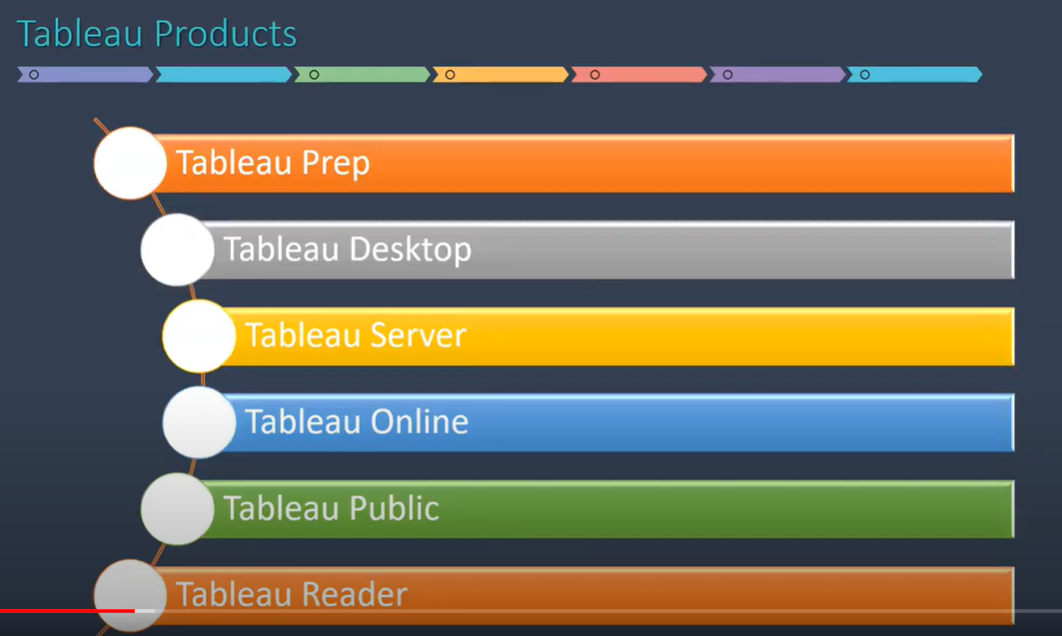 Tableau Products
Tableau Prep
Tableau Desktop
Tableau Server
Tableau Online
Tableau Public
Tableau Reader